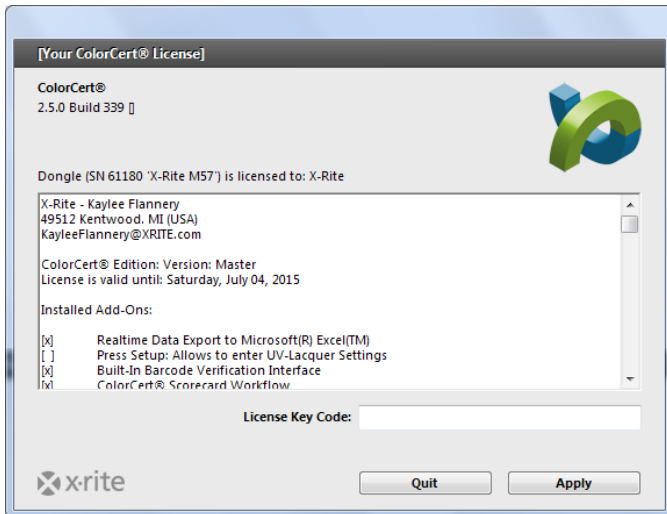 [Your ColorCert® License]
ColorCert®
2.5.0 Build 339 []
Dongle (SN 61180 'X-Rite M57') is licensed to: X-Rite
X-Rite - Kaylee Flannery
49512 Kentwood. MI (USA)
KayleeFlannery@XRITE.com
ColorCert® Edition: Version: Master
License is valid until: Saturday, July 04, 2015
Installed Add-Ons:
[x] Realtime Data Export to Microsoft(R) Excel(TM)
[ ] Press Setup: Allows to enter UV-Lacquer Settings
[x] Built-In Barcode Verification Interface
[x] ColorCert® Scorecard Workflow
License Key Code:
x·rite
Quit
Apply